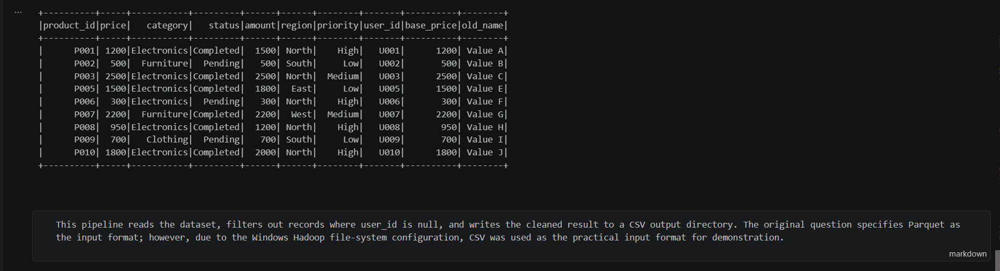 ...
+----------+-----+-----------+---------+------+------+--------+-------+----------+--------+
|product_id|price|   category|   status|amount|region|priority|user_id|base_price|old_name|
+----------+-----+-----------+---------+------+------+--------+-------+----------+--------+
|      P001| 1200|Electronics|Completed|  1500| North|    High|   U001|      1200| Value A|
|      P002|  500|  Furniture|  Pending|   500| South|     Low|   U002|       500| Value B|
|      P003| 2500|Electronics|Completed|  2500| North|  Medium|   U003|      2500| Value C|
|      P005| 1500|Electronics|Completed|  1800|  East|     Low|   U005|      1500| Value E|
|      P006|  300|Electronics|  Pending|   300| North|    High|   U006|       300| Value F|
|      P007| 2200|  Furniture|Completed|  2200|  West|  Medium|   U007|      2200| Value G|
|      P008|  950|Electronics|Completed|  1200| North|    High|   U008|       950| Value H|
|      P009|  700|   Clothing|  Pending|   700| South|     Low|   U009|       700| Value I|
|      P010| 1800|Electronics|Completed|  2000| North|    High|   U010|      1800| Value J|
+----------+-----+-----------+---------+------+------+--------+-------+----------+--------+
This pipeline reads the dataset, filters out records where user_id is null, and writes the cleaned result to a CSV output directory. The original question specifies Parquet as
the input format; however, due to the Windows Hadoop file-system configuration, CSV was used as the practical input format for demonstration.
markdown